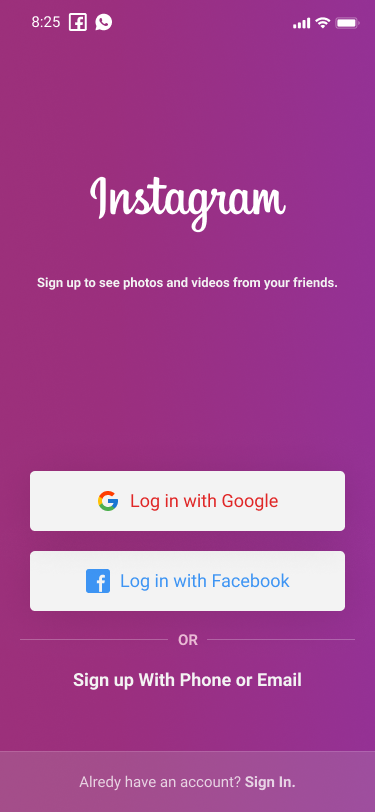 8:25
Instagram
Sign up to see photos and videos from your friends.
Log in with Google
Log in with Facebook
OR
Sign up With Phone or Email
Alredy have an account? Sign In.